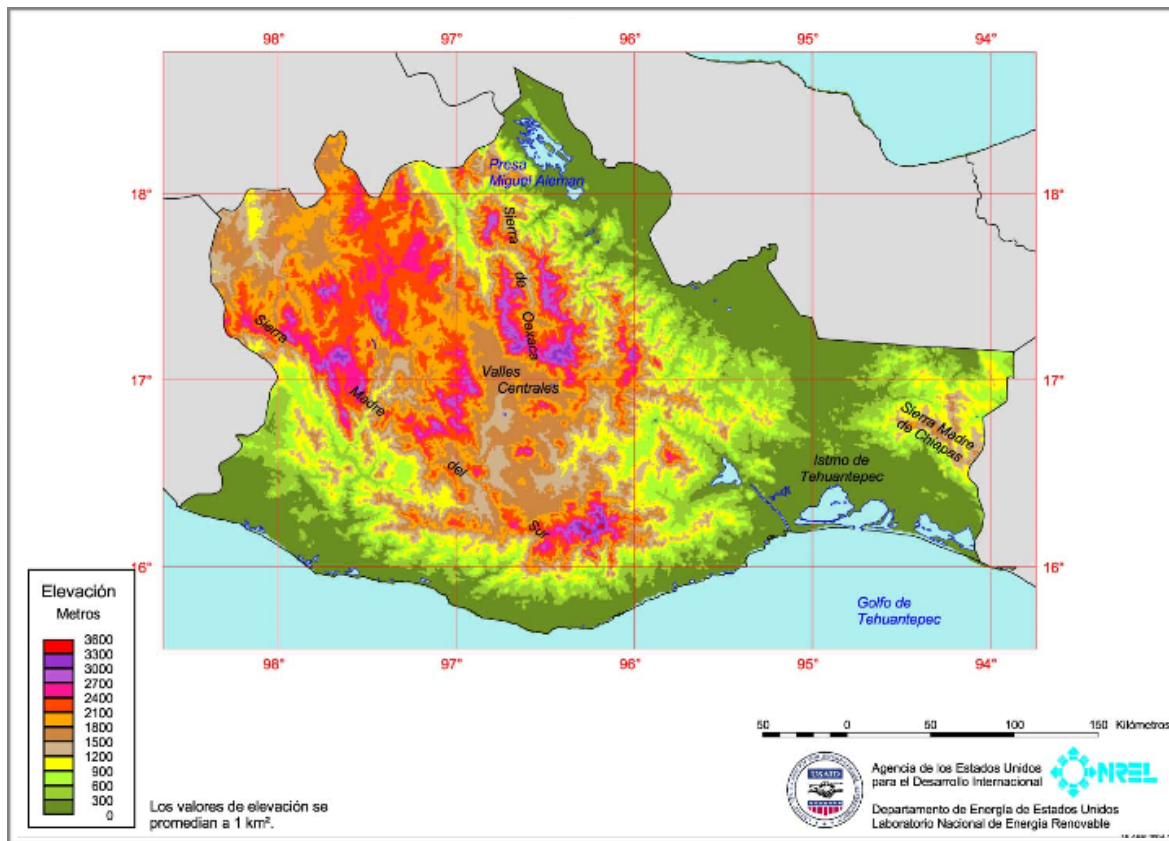 98° 97° 96° 95° 94°
Presa
Miguel Aleman
18° 18°
Sierra
de
Oaxaca
Sierra
Madre
del
Sur
Valles
Centrales
17° 17°
Sierra Madre
de Chiapas
Istmo de
Tehuantepec
16° 16°
Golfo de
Tehuantepec
98° 97° 96° 95° 94°
Elevación
Metros
3600
3300
3000
2700
2400
2100
1800
1500
1200
900
600
300
0
Los valores de elevación se
promedian a 1 km².
50 0 50 100 150 Kilómetros
USAID
Agencia de los Estados Unidos
para el Desarrollo Internacional
NREL
Departamento de Energía de Estados Unidos
Laboratorio Nacional de Energía Renovable